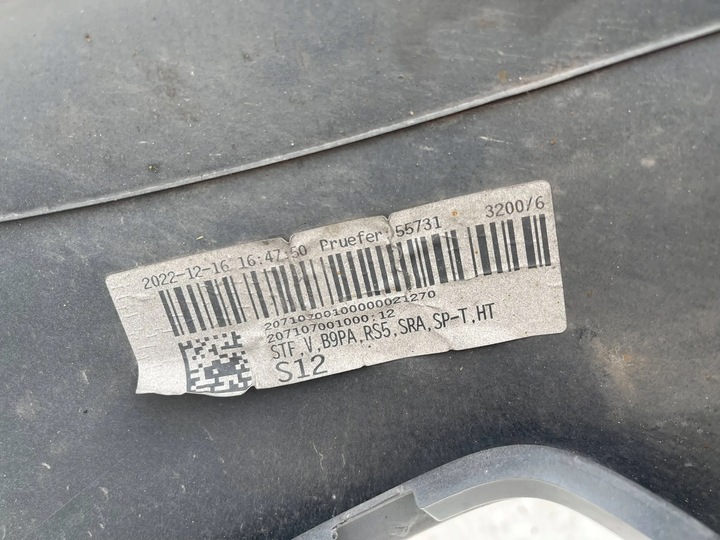 2022-12-16 16:47:50 Pruefer:55731 3200/6
20710700100000021270
207107001000:12
STF,V,B9PA,RS5,SRA,SP-T,HT
S12